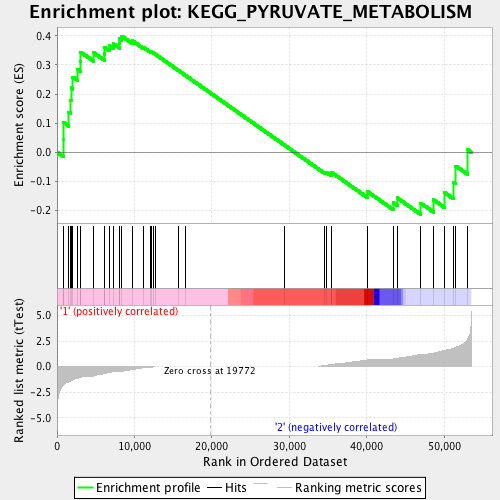 Enrichment plot: KEGG_PYRUVATE_METABOLISM
Enrichment score (ES)
0.4
0.3
0.2
0.1
0.0
-0.1
-0.2
'1' (positively correlated)
Ranked list metric (tTest)
5.0
2.5
0.0
-2.5
-5.0
Zero cross at 19772
'2' (negatively correlated)
0
10,000
20,000
30,000
40,000
50,000
Rank in Ordered Dataset
Enrichment profile
Hits
Ranking metric scores